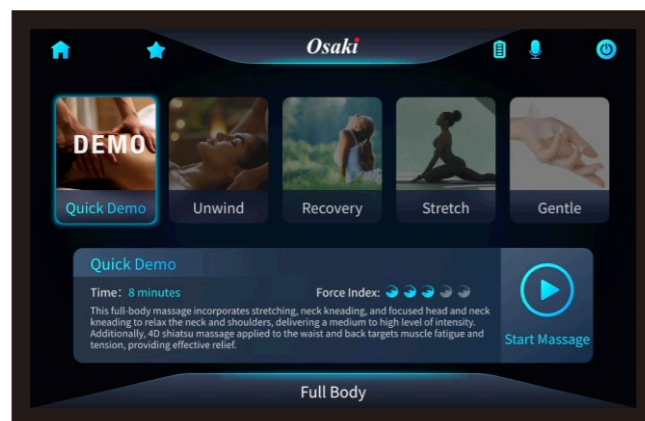 Osaki
DEMO
Quick Demo
Unwind
Recovery
Stretch
Gentle
Quick Demo
Time: 8 minutes
Force Index:
This full-body massage incorporates stretching, neck kneading, and focused head and neck
kneading to relax the neck and shoulders, delivering a medium to high level of intensity.
Additionally, 4D shiatsu massage applied to the waist and back targets muscle fatigue and
tension, providing effective relief.
Start Massage
Full Body